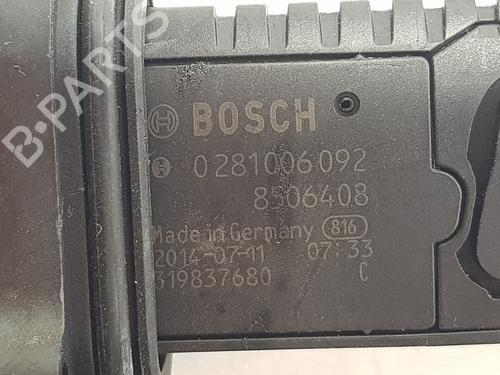 B-PARTS
BOSCH
0281006092
8506408
Made in Germany 816 07:33
2014-07-11 C
319837680